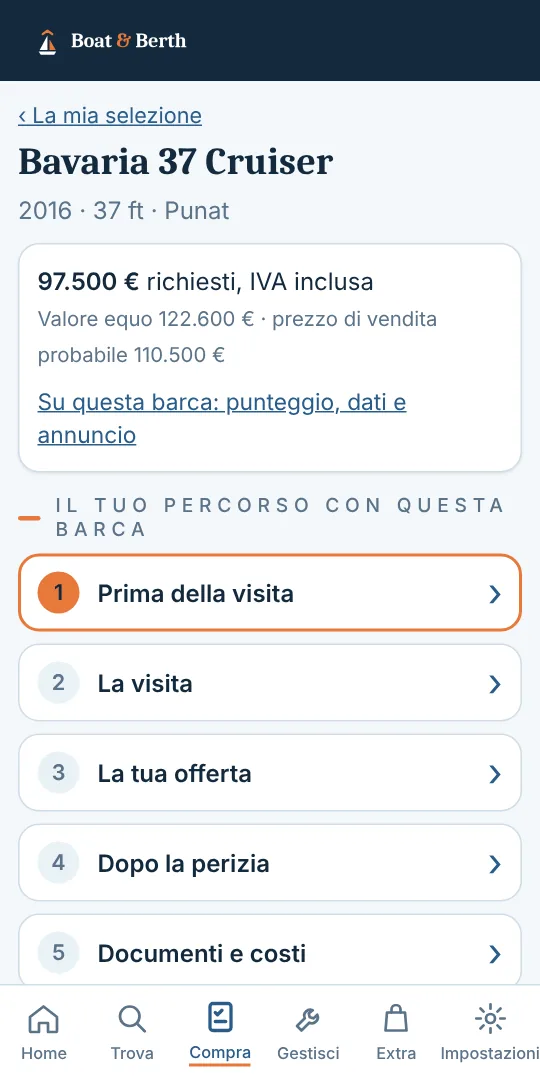 Boat & Berth
‹ La mia selezione
Bavaria 37 Cruiser
2016 · 37 ft · Punat
97.500 € richiesti, IVA inclusa
Valore equo 122.600 € · prezzo di vendita
probabile 110.500 €
Su questa barca: punteggio, dati e
annuncio
IL TUO PERCORSO CON QUESTA
BARCA
1 Prima della visita
2 La visita
3 La tua offerta
4 Dopo la perizia
5 Documenti e costi
Home Trova Compra Gestisci Extra Impostazioni